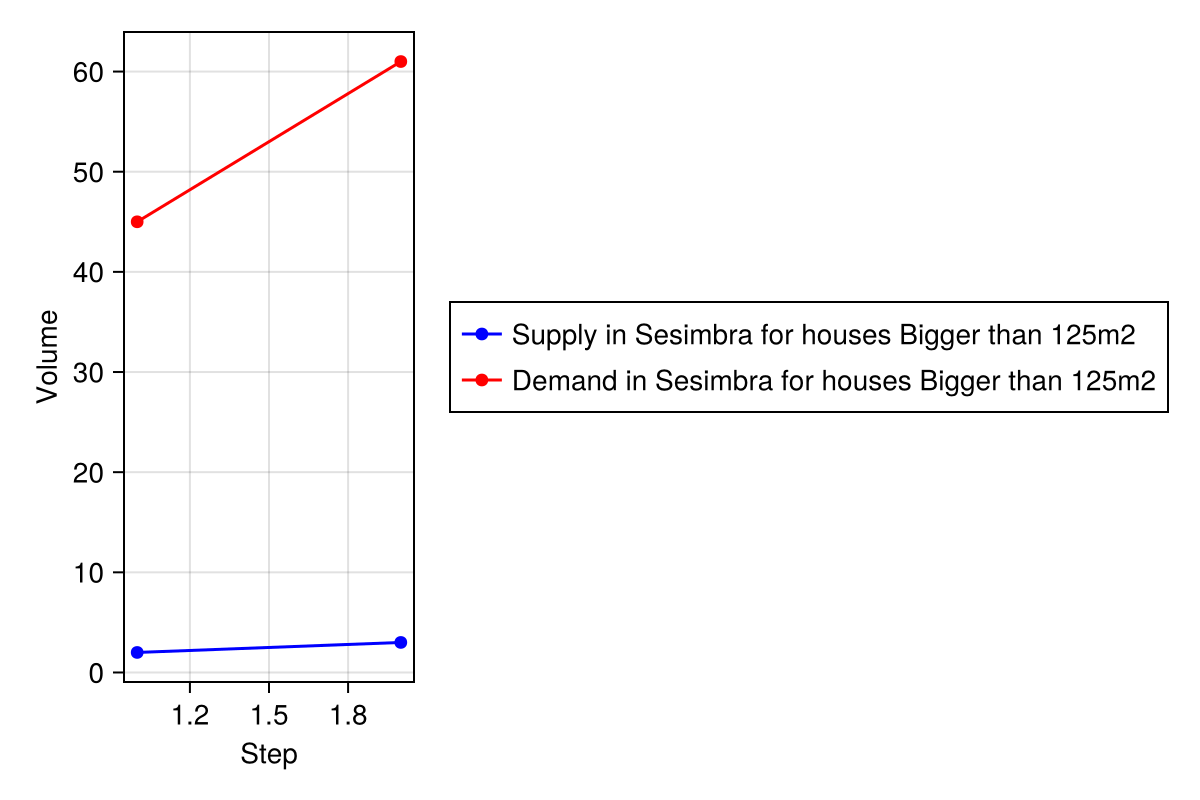 60
50
40
30
20
10
0
Volume
1.2 1.5 1.8
Step
Supply in Sesimbra for houses Bigger than 125m2
Demand in Sesimbra for houses Bigger than 125m2